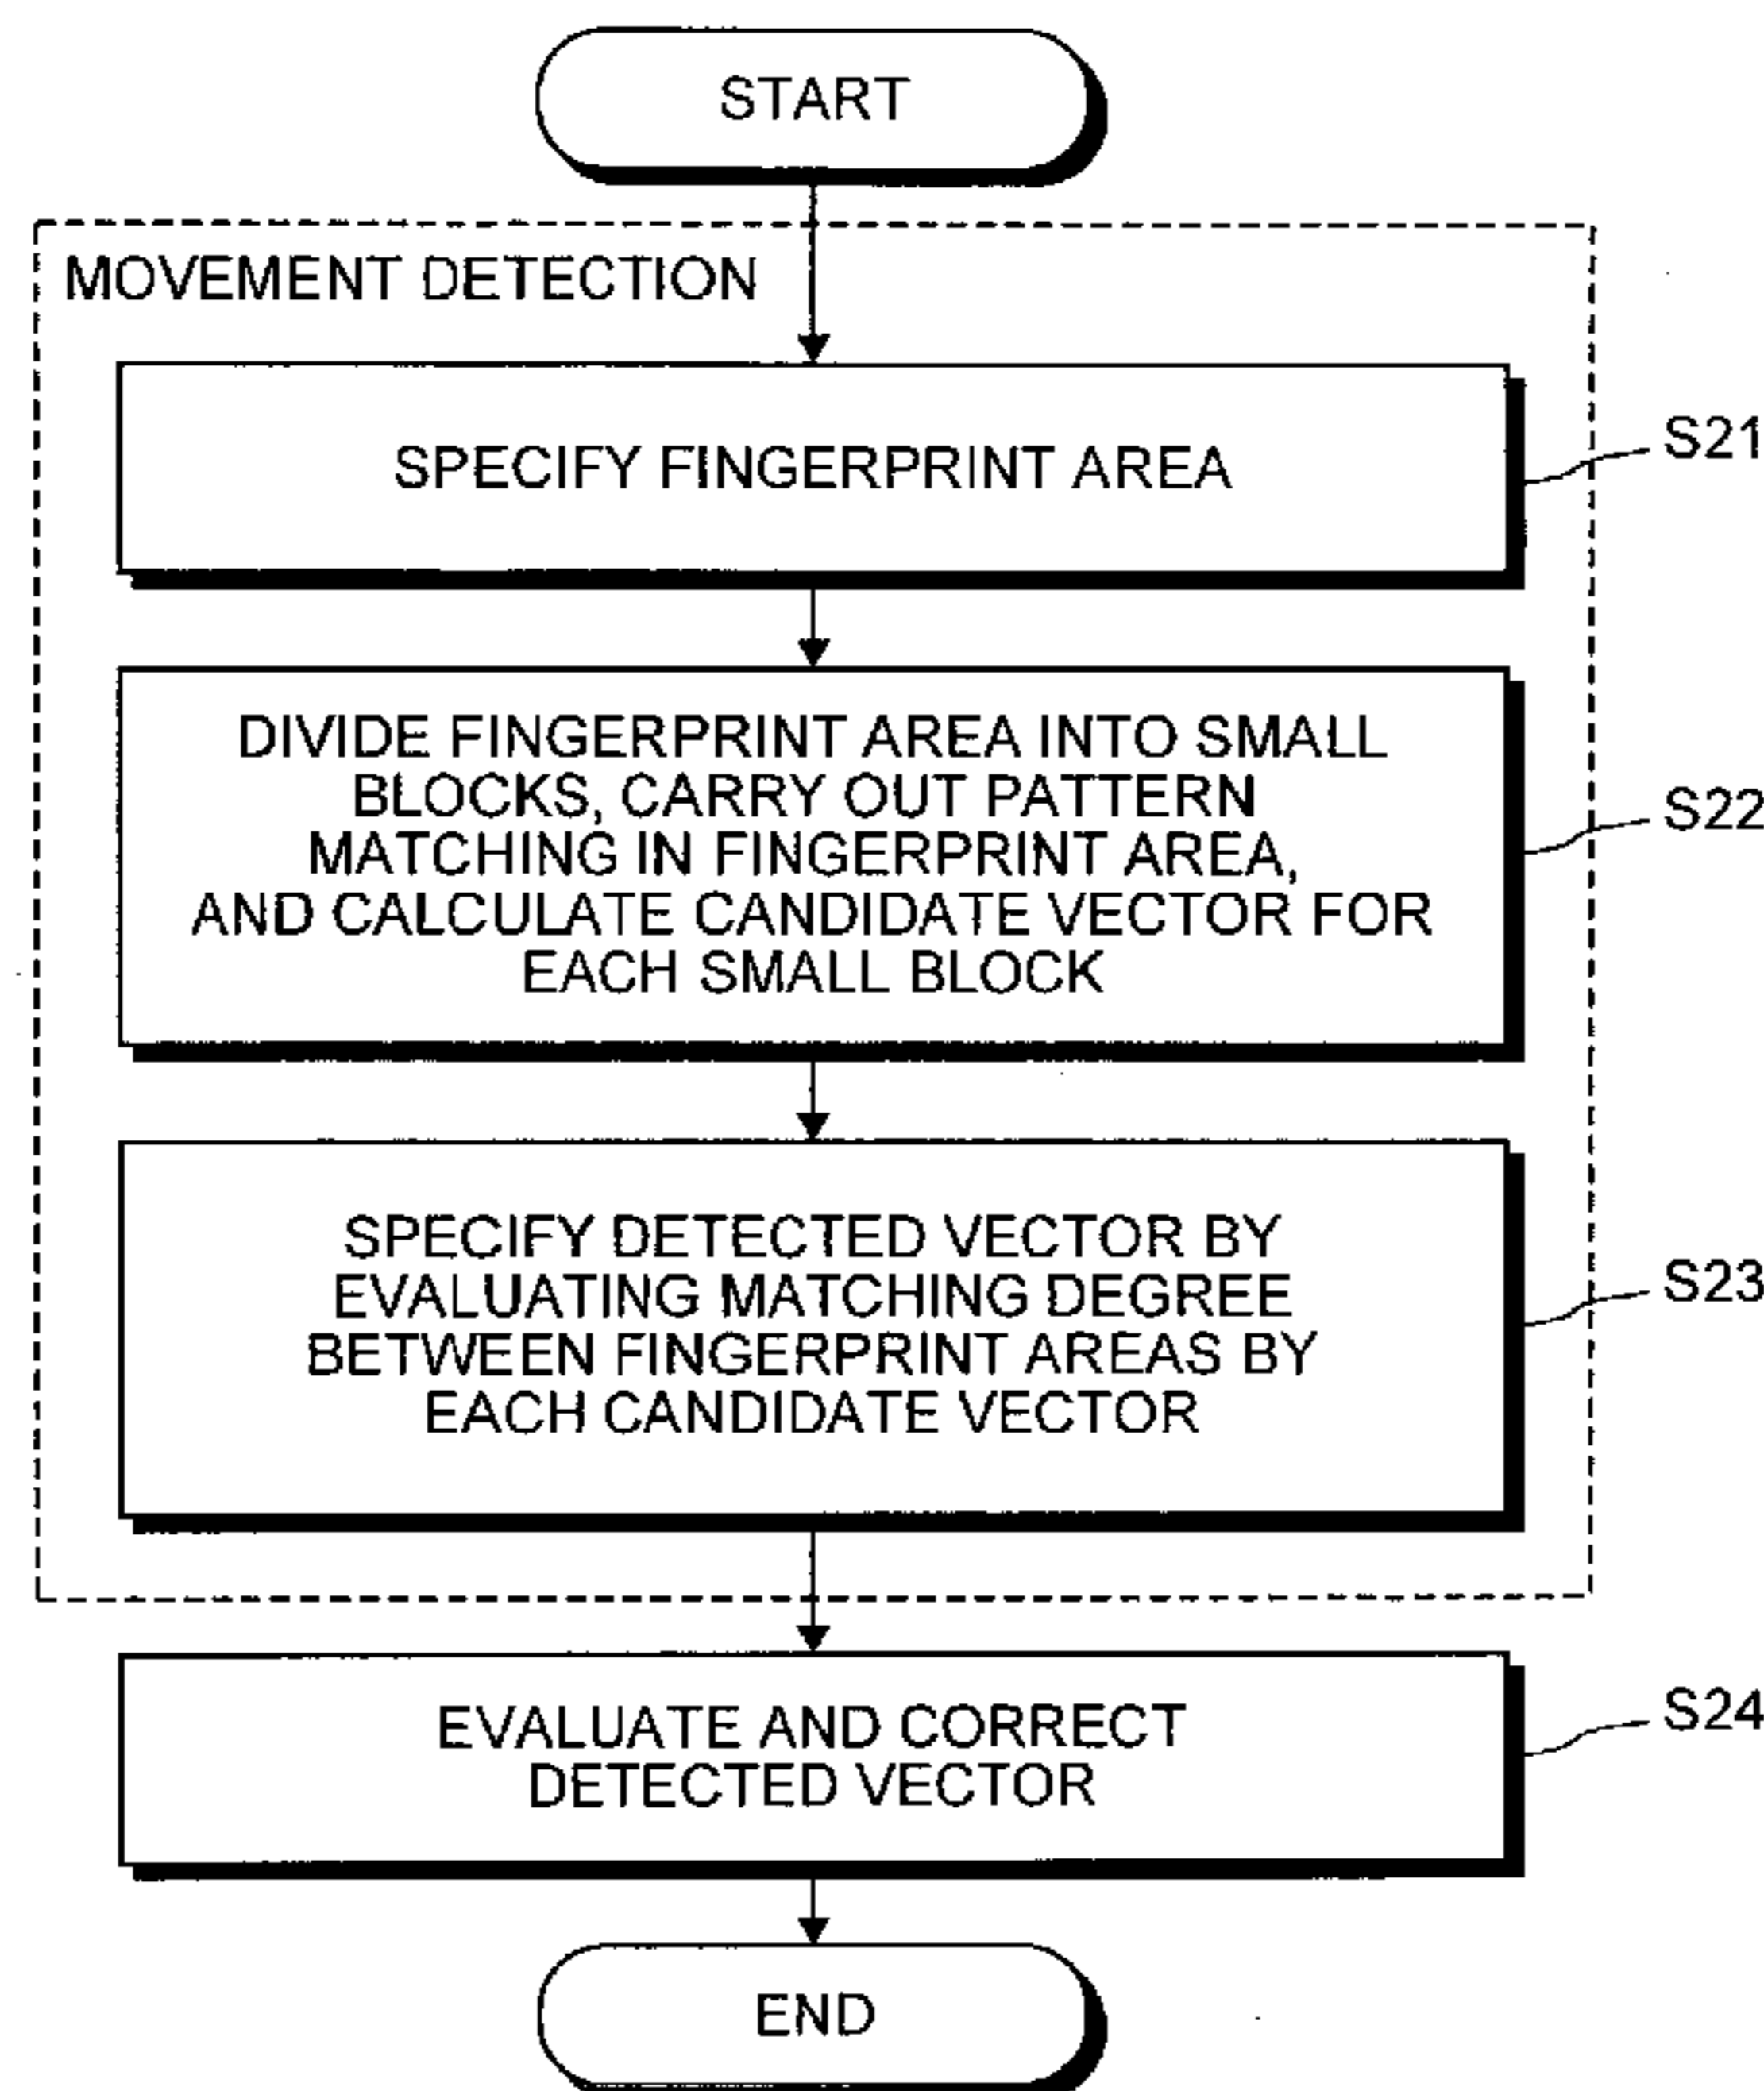 START
MOVEMENT DETECTION
SPECIFY FINGERPRINT AREA
S21
DIVIDE FINGERPRINT AREA INTO SMALL
BLOCKS, CARRY OUT PATTERN
MATCHING IN FINGERPRINT AREA,
AND CALCULATE CANDIDATE VECTOR FOR
EACH SMALL BLOCK
S22
SPECIFY DETECTED VECTOR BY
EVALUATING MATCHING DEGREE
BETWEEN FINGERPRINT AREAS BY
EACH CANDIDATE VECTOR
S23
EVALUATE AND CORRECT
DETECTED VECTOR
S24
END